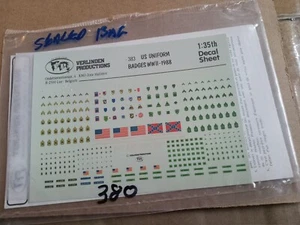 SEALED BAG
VERLINDEN
PRODUCTIONS
383 US UNIFORM
BADGES WWII-1988
1:35th
Decal
Sheet
380